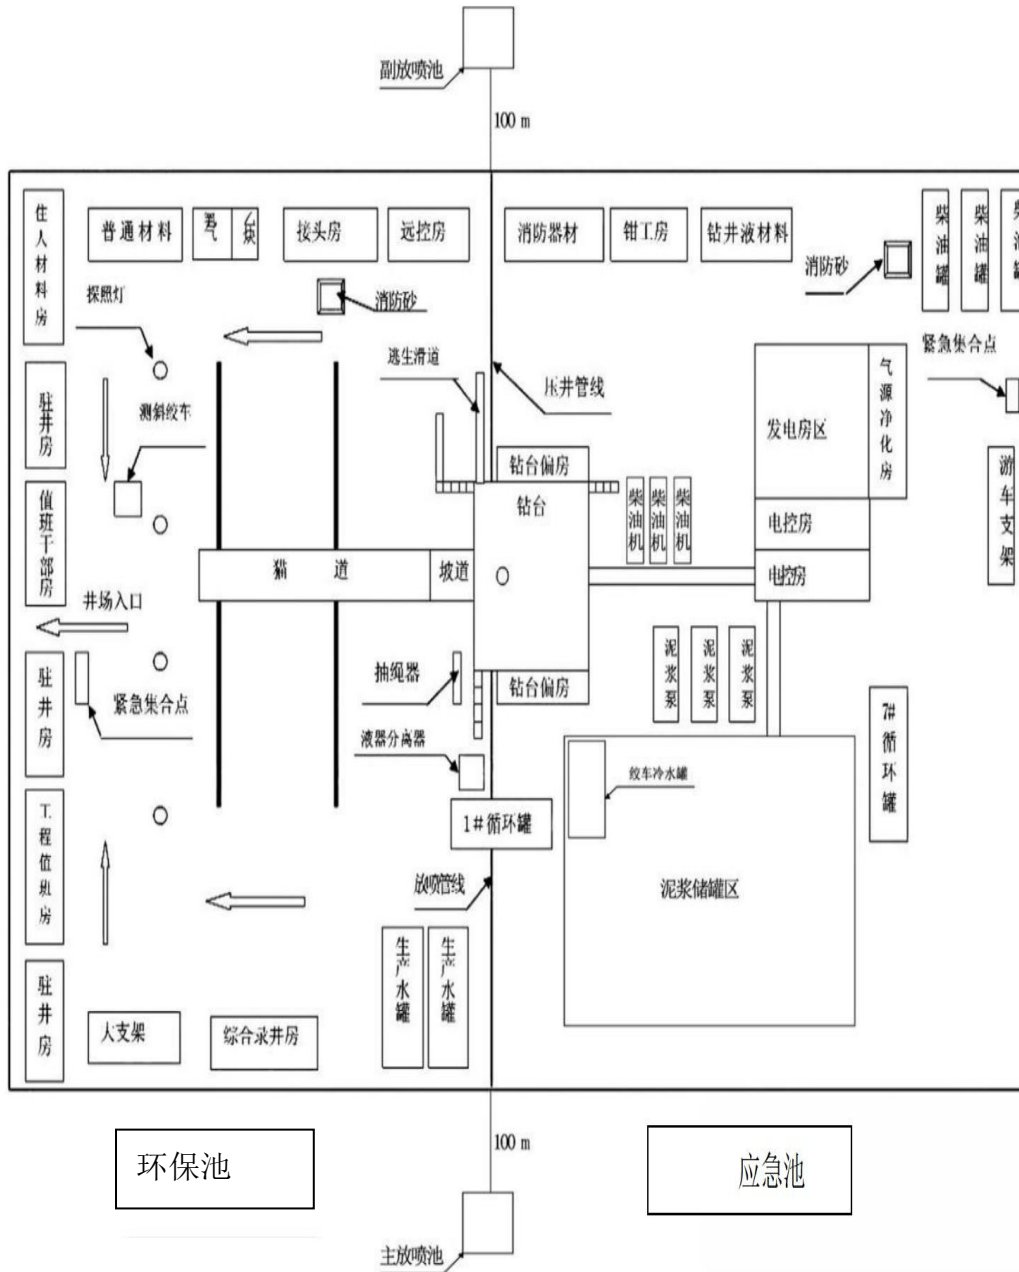 副放喷池
100 m
住人材料房
普通材料
氧气
接头房
远控房
消防器材
钳工房
钻井液材料
消防砂
柴油罐
柴油罐
柴油罐
探照灯
消防砂
逃生滑道
压井管线
紧急集合点
驻井房
测斜绞车
发电房区
气源净化房
钻台偏房
钻台
柴油机
柴油机
柴油机
游车支架
值班干部房
电控房
猫道
坡道
电控房
井场入口
驻井房
紧急集合点
抽绳器
钻台偏房
泥浆泵
泥浆泵
泥浆泵
7#循环罐
液器分离器
绞车冷水罐
1#循环罐
工程值班房
放喷管线
泥浆储罐区
生产水罐
生产水罐
驻井房
大支架
综合录井房
环保池
100 m
应急池
主放喷池